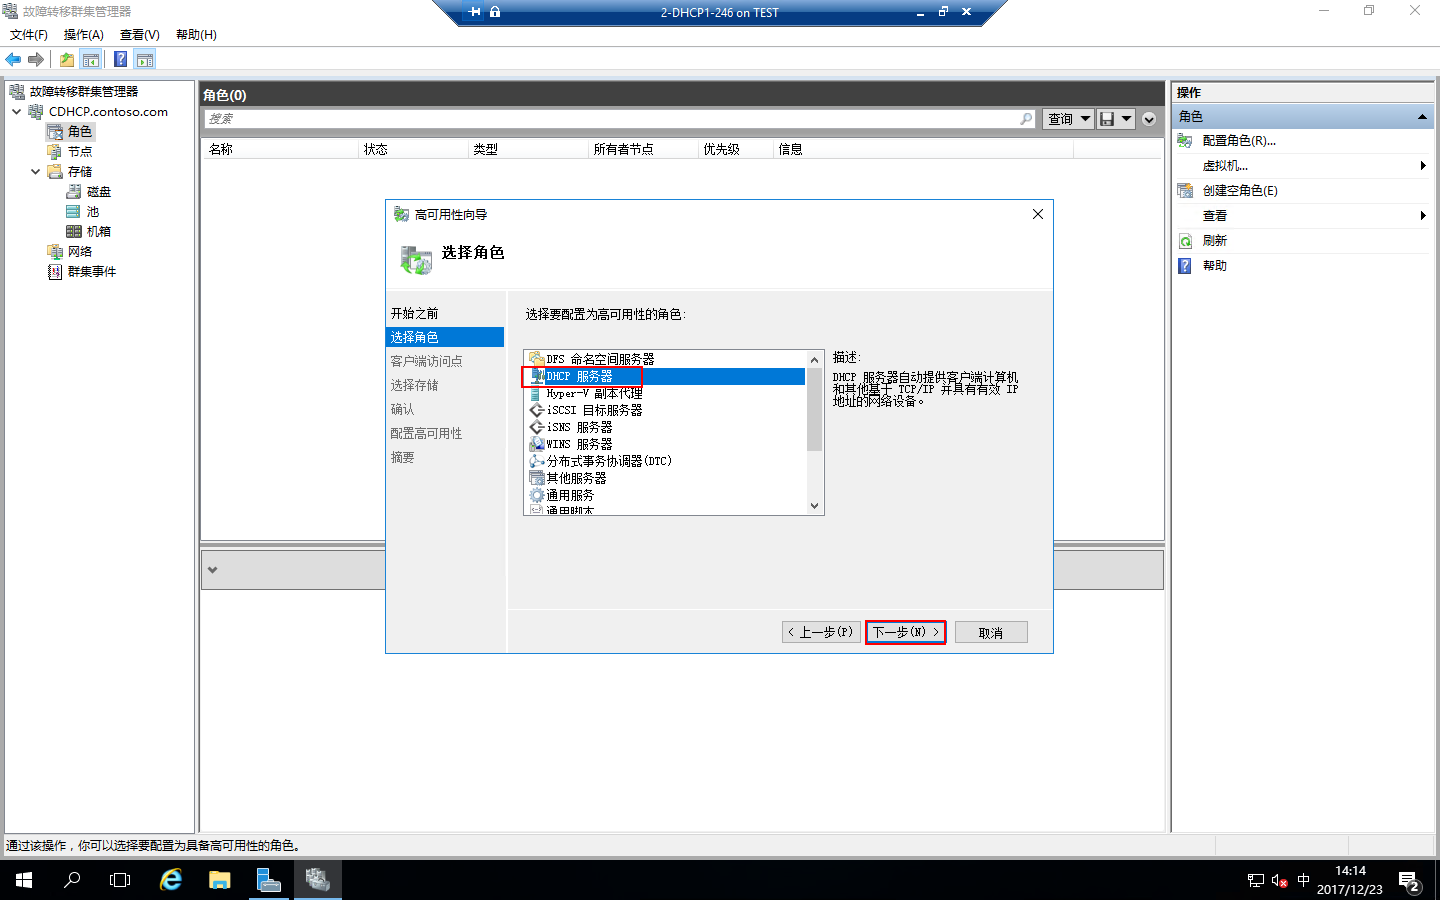 故障转移群集管理器
2-DHCP1-246 on TEST
文件(F) 操作(A) 查看(V) 帮助(H)
故障转移群集管理器
CDHCP.contoso.com
角色
节点
存储
磁盘
池
机箱
网络
群集事件
角色(0)
搜索
查询
名称 状态 类型 所有者节点 优先级 信息
高可用性向导
选择角色
开始之前
选择角色
客户端访问点
选择存储
确认
配置高可用性
摘要
选择要配置为高可用性的角色:
DFS 命名空间服务器
DHCP 服务器
Hyper-V 副本代理
iSCSI 目标服务器
iSNS 服务器
WINS 服务器
分布式事务协调器(DTC)
其他服务器
通用服务
通用脚本
描述:
DHCP 服务器自动提供客户端计算机
和其他基于 TCP/IP 并具有有效 IP
地址的网络设备。
< 上一步(P) 下一步(N) > 取消
操作
角色
配置角色(R)...
虚拟机...
创建空角色(E)
查看
刷新
帮助
通过该操作，你可以选择要配置为具备高可用性的角色。
中
14:14
2017/12/23
2